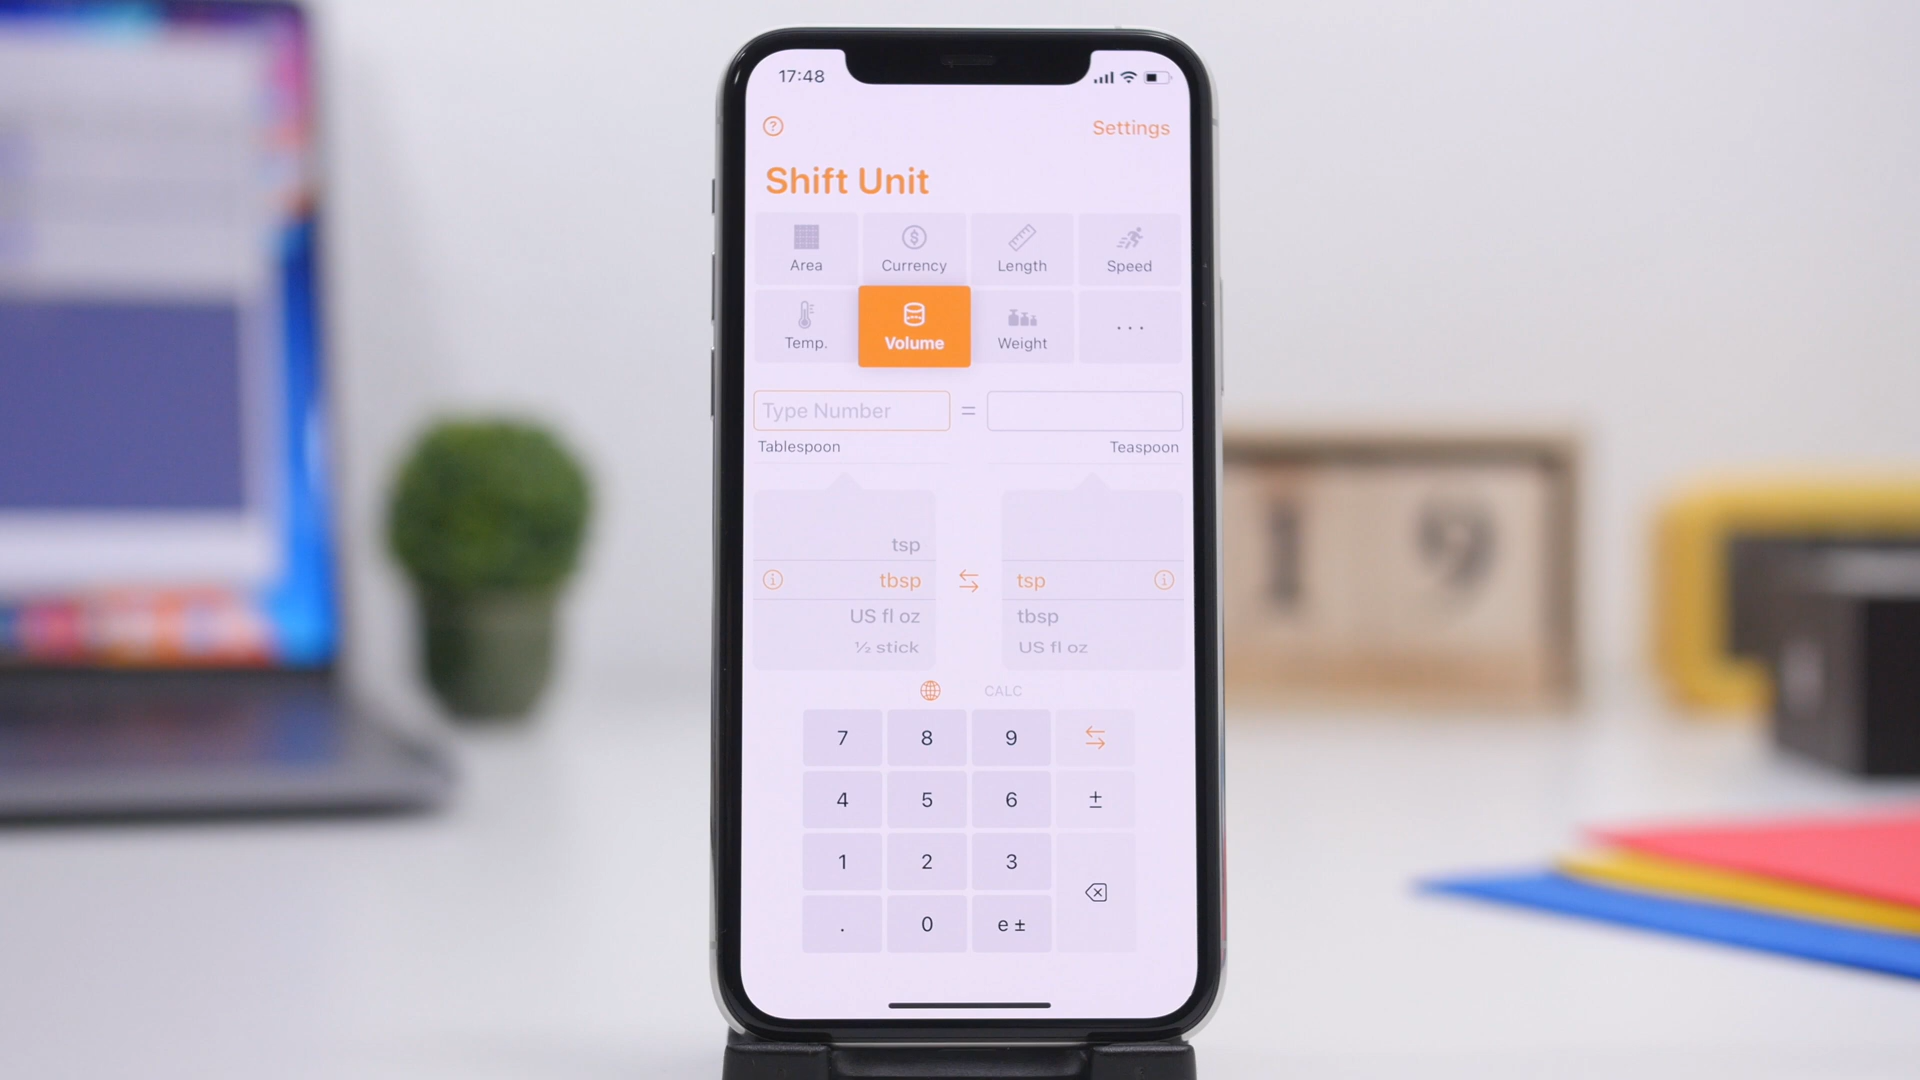 17:48
Settings
Shift Unit
Area
Currency
Length
Speed
Temp.
Volume
Weight
...
Type Number
=
Tablespoon
Teaspoon
tsp
tbsp
tsp
US fl oz
tbsp
½ stick
US fl oz
CALC
7 8 9
4 5 6 ±
1 2 3
. 0 e ±
1 9